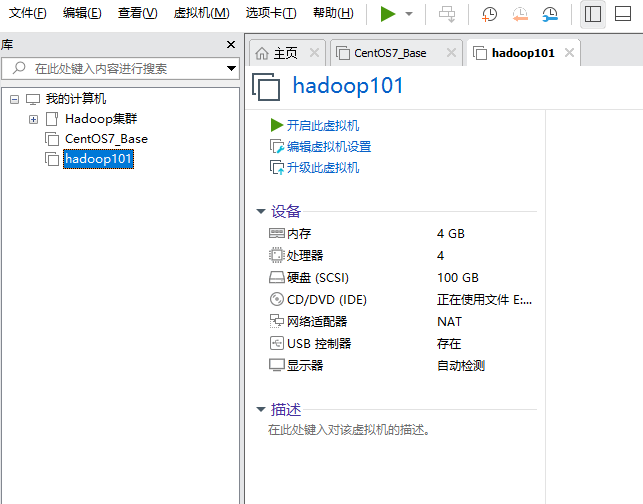 文件(F) 编辑(E) 查看(V) 虚拟机(M) 选项卡(T) 帮助(H)
库
在此处键入内容进行搜索
我的计算机
Hadoop集群
CentOS7_Base
hadoop101
主页 CentOS7_Base hadoop101
hadoop101
开启此虚拟机
编辑虚拟机设置
升级此虚拟机
设备
内存 4 GB
处理器 4
硬盘 (SCSI) 100 GB
CD/DVD (IDE) 正在使用文件 E:...
网络适配器 NAT
USB 控制器 存在
显示器 自动检测
描述
在此处键入对该虚拟机的描述。